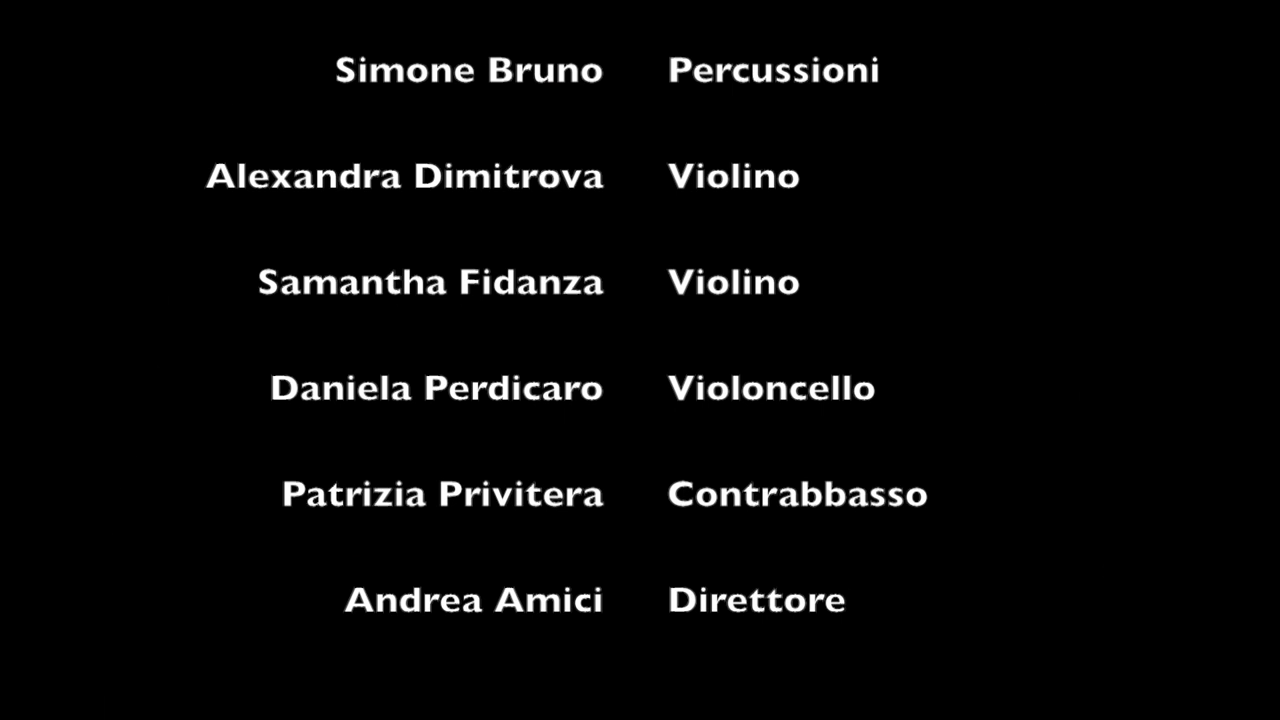 Simone Bruno Percussioni
Alexandra Dimitrova Violino
Samantha Fidanza Violino
Daniela Perdicaro Violoncello
Patrizia Privitera Contrabbasso
Andrea Amici Direttore